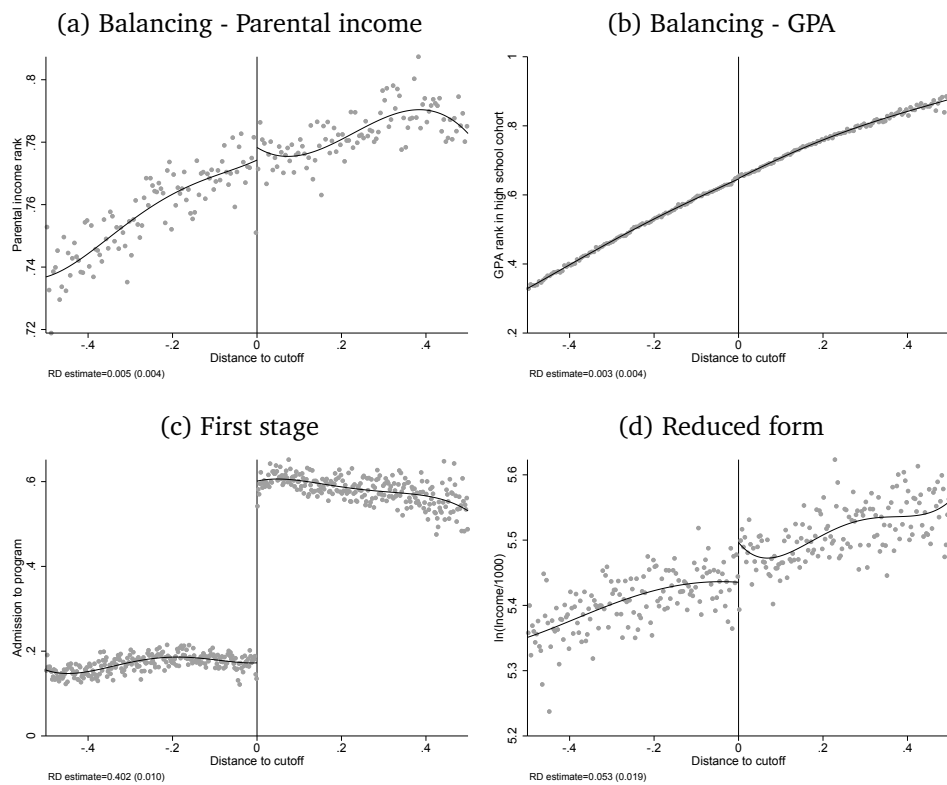 (a) Balancing - Parental income
Parental income rank
.72 .74 .76 .78 .8
-.4 -.2 0 .2 .4
Distance to cutoff
RD estimate=0.005 (0.004)
(b) Balancing - GPA
GPA rank in high school cohort
.2 .4 .6 .8 1
-.4 -.2 0 .2 .4
Distance to cutoff
RD estimate=0.003 (0.004)
(c) First stage
Admission to program
0 .2 .4 .6
-.4 -.2 0 .2 .4
Distance to cutoff
RD estimate=0.402 (0.010)
(d) Reduced form
ln(Income/1000)
5.2 5.3 5.4 5.5 5.6
-.4 -.2 0 .2 .4
Distance to cutoff
RD estimate=0.053 (0.019)